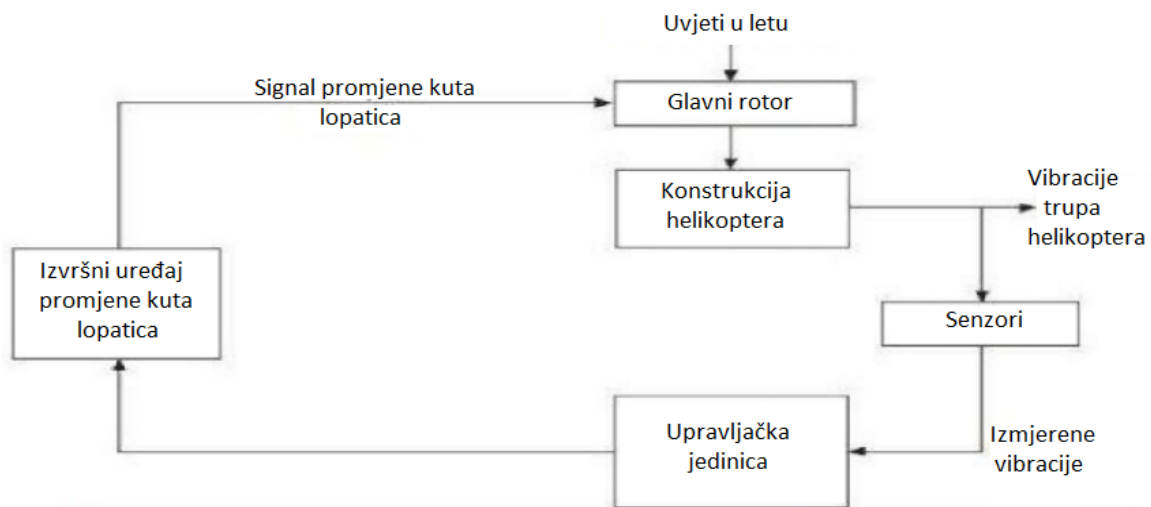 Uvjeti u letu
Signal promjene kuta
lopatica
Glavni rotor
Konstrukcija
helikoptera
Vibracije
trupa
helikoptera
Izvršni uređaj
promjene kuta
lopatica
Senzori
Upravljačka
jedinica
Izmjerene
vibracije